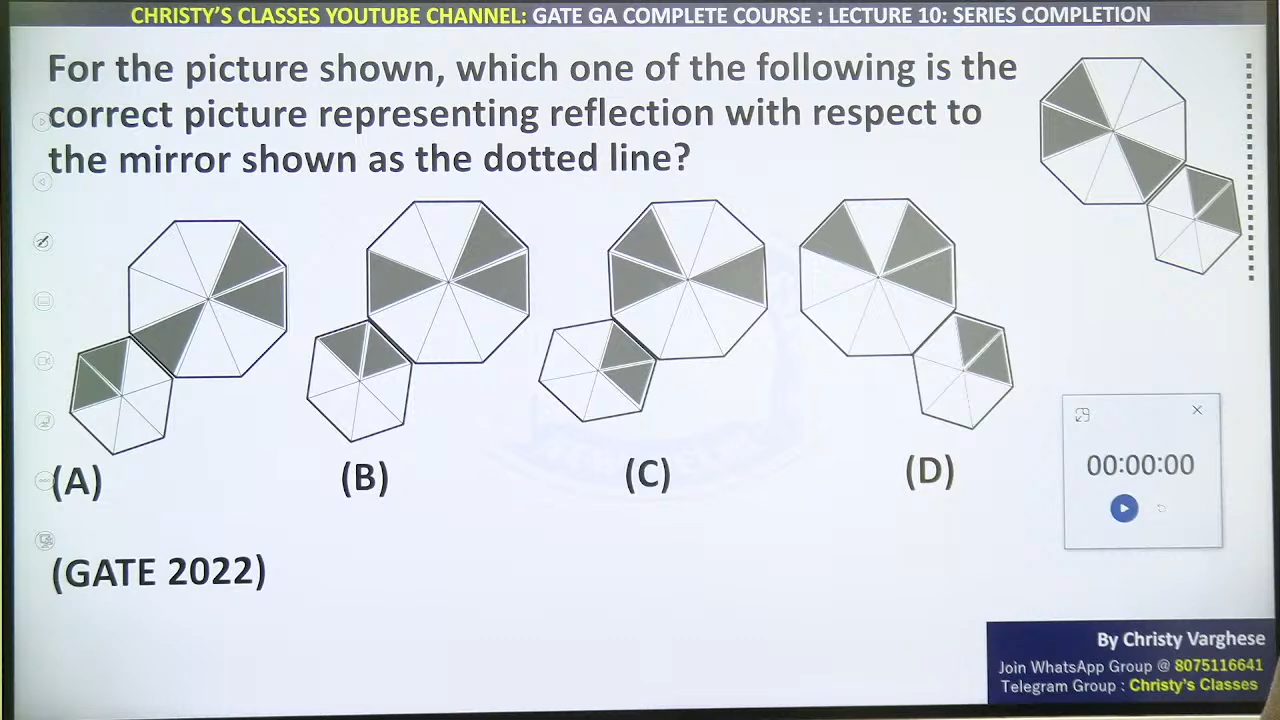 CHRISTY'S CLASSES YOUTUBE CHANNEL: GATE GA COMPLETE COURSE : LECTURE 10: SERIES COMPLETION
For the picture shown, which one of the following is the
correct picture representing reflection with respect to
the mirror shown as the dotted line?
(A) (B) (C) (D)
00:00:00
(GATE 2022)
By Christy Varghese
Join WhatsApp Group @ 8075116641
Telegram Group : Christy's Classes